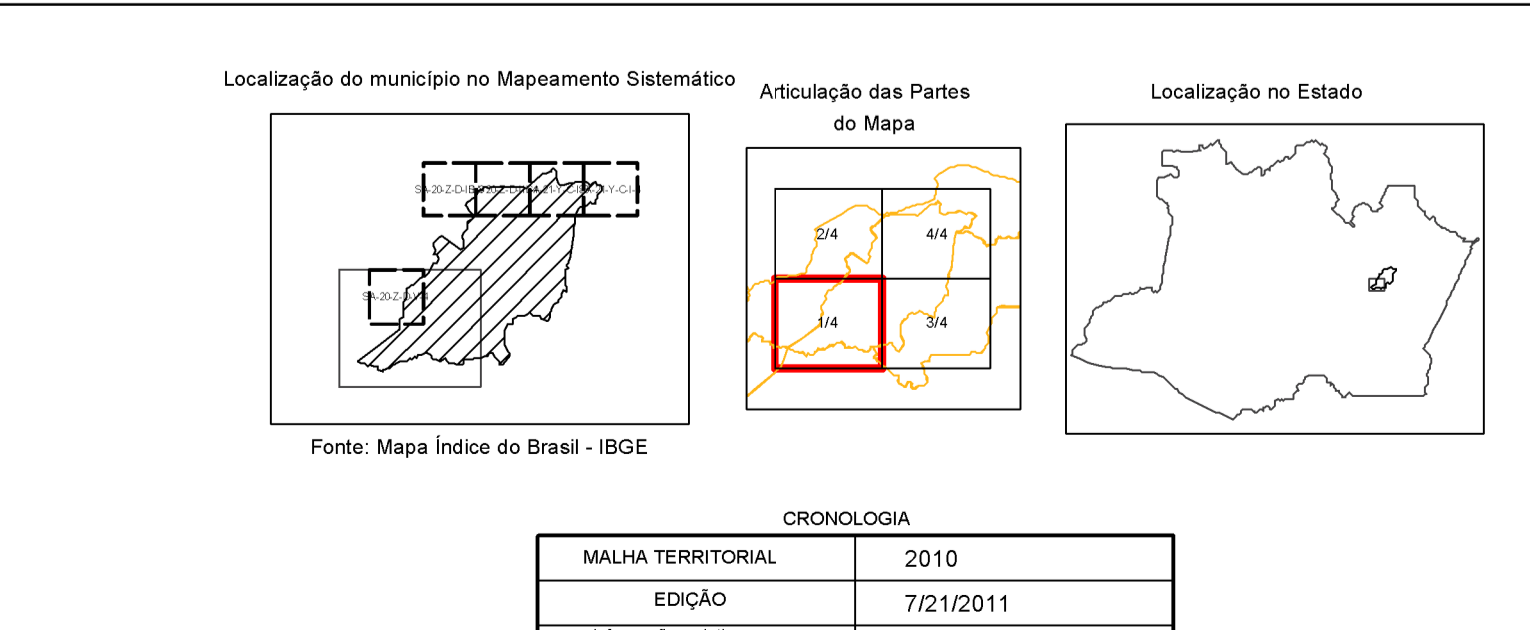 Localização do município no Mapeamento Sistemático
Articulação das Partes
do Mapa
Localização no Estado
2/4
4/4
1/4
3/4
Fonte: Mapa Índice do Brasil - IBGE
CRONOLOGIA
MALHA TERRITORIAL 2010
EDIÇÃO 7/21/2011